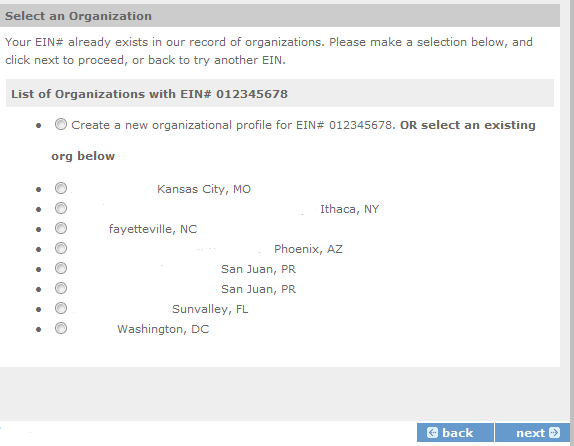 Select an Organization
Your EIN# already exists in our record of organizations. Please make a selection below, and
click next to proceed, or back to try another EIN.
List of Organizations with EIN# 012345678
Create a new organizational profile for EIN# 012345678. OR select an existing
org below
Kansas City, MO
Ithaca, NY
fayetteville, NC
Phoenix, AZ
San Juan, PR
San Juan, PR
Sunvalley, FL
Washington, DC
back next